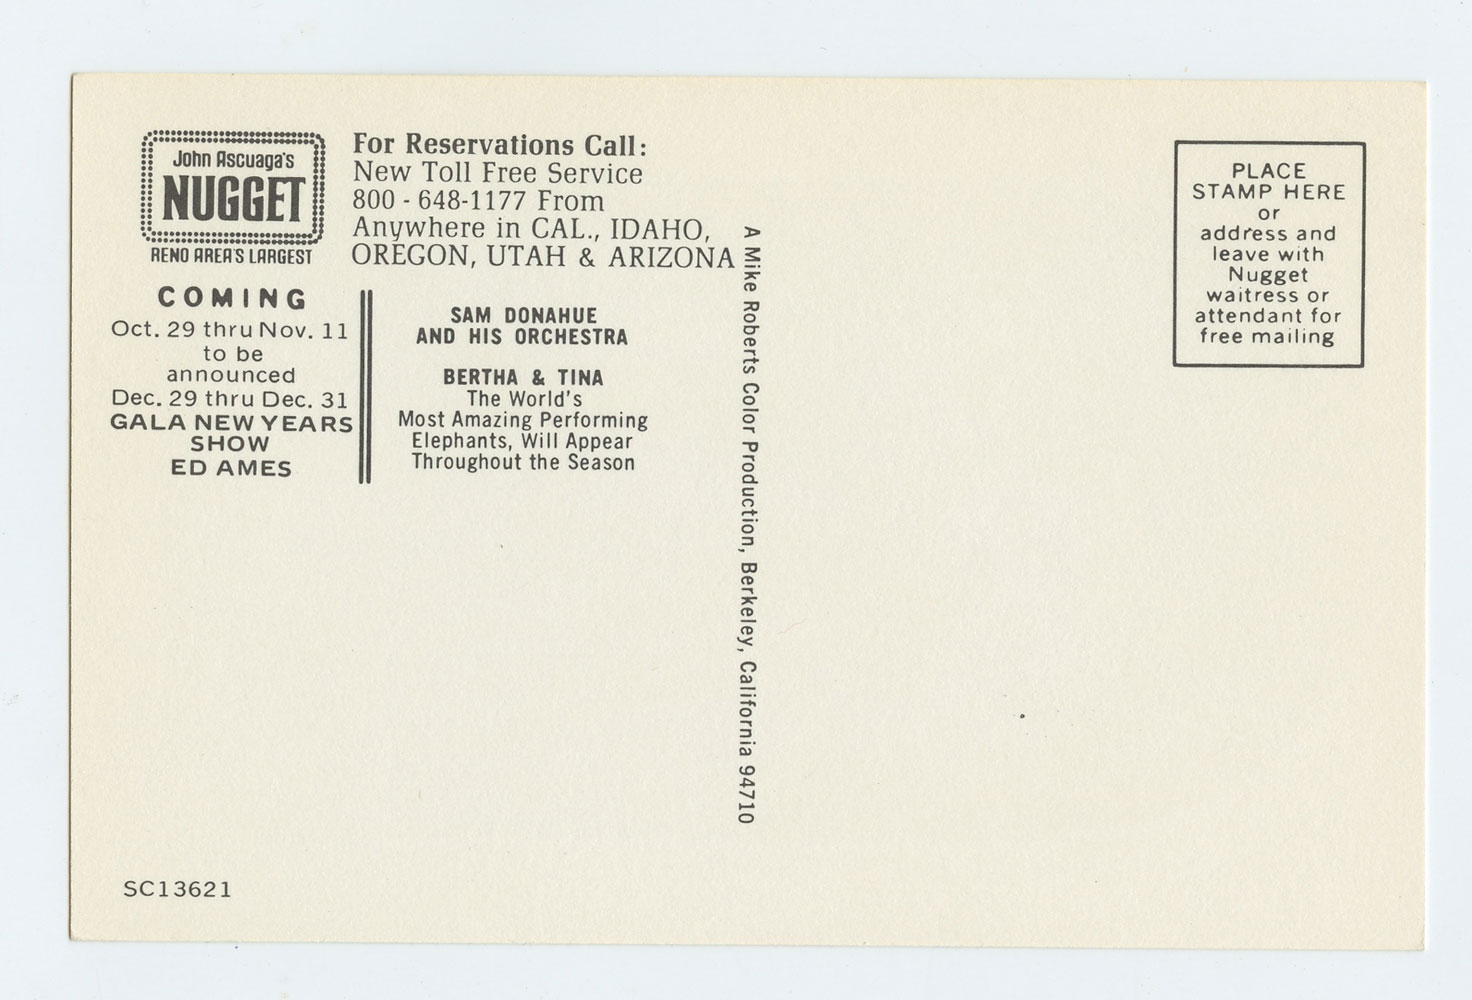 John Ascuaga's
NUGGET
RENO AREA'S LARGEST
For Reservations Call:
New Toll Free Service
800 - 648-1177 From
Anywhere in CAL., IDAHO,
OREGON, UTAH & ARIZONA
COMING
Oct. 29 thru Nov. 11
to be
announced
Dec. 29 thru Dec. 31
GALA NEW YEARS
SHOW
ED AMES
SAM DONAHUE
AND HIS ORCHESTRA
BERTHA & TINA
The World's
Most Amazing Performing
Elephants, Will Appear
Throughout the Season
A Mike Roberts Color Production, Berkeley, California 94710
PLACE
STAMP HERE
or
address and
leave with
Nugget
waitress or
attendant for
free mailing
SC13621